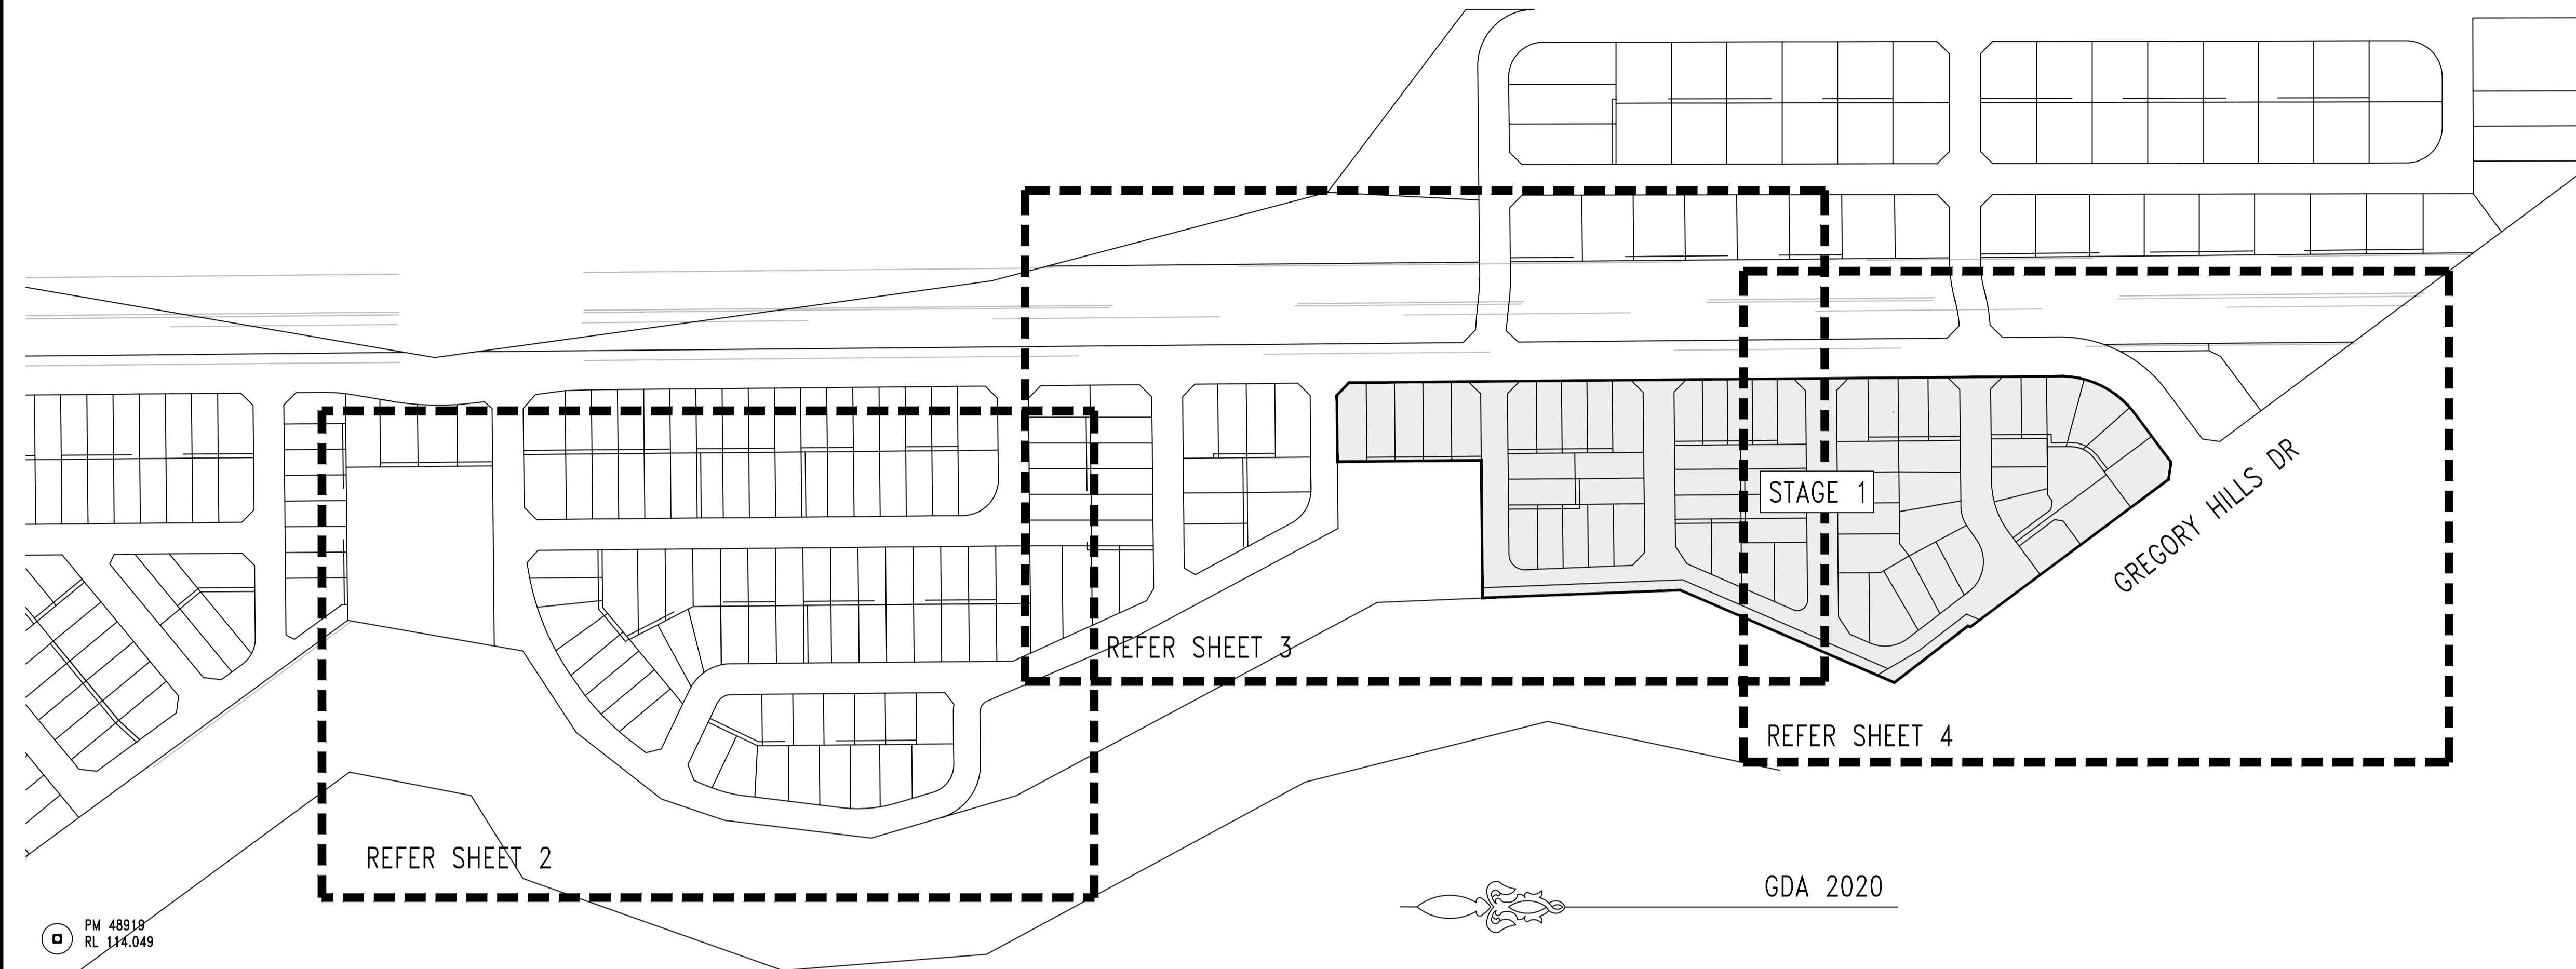 STAGE 1
GREGORY HILLS DR
REFER SHEET 3
REFER SHEET 4
REFER SHEET 2
GDA 2020
PM 48919
RL 114.049